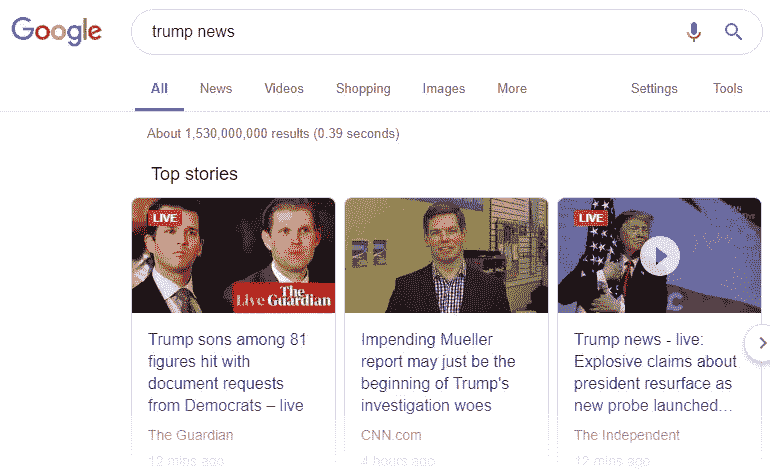 Google
trump news
All News Videos Shopping Images More Settings Tools
About 1,530,000,000 results (0.39 seconds)
Top stories
LIVE
The
Live Guardian
LIVE
Trump sons among 81
figures hit with
document requests
from Democrats – live
The Guardian
12 mins ago
Impending Mueller
report may just be the
beginning of Trump's
investigation woes
CNN.com
4 hours ago
Trump news - live:
Explosive claims about
president resurface as
new probe launched...
The Independent
12 mins ago